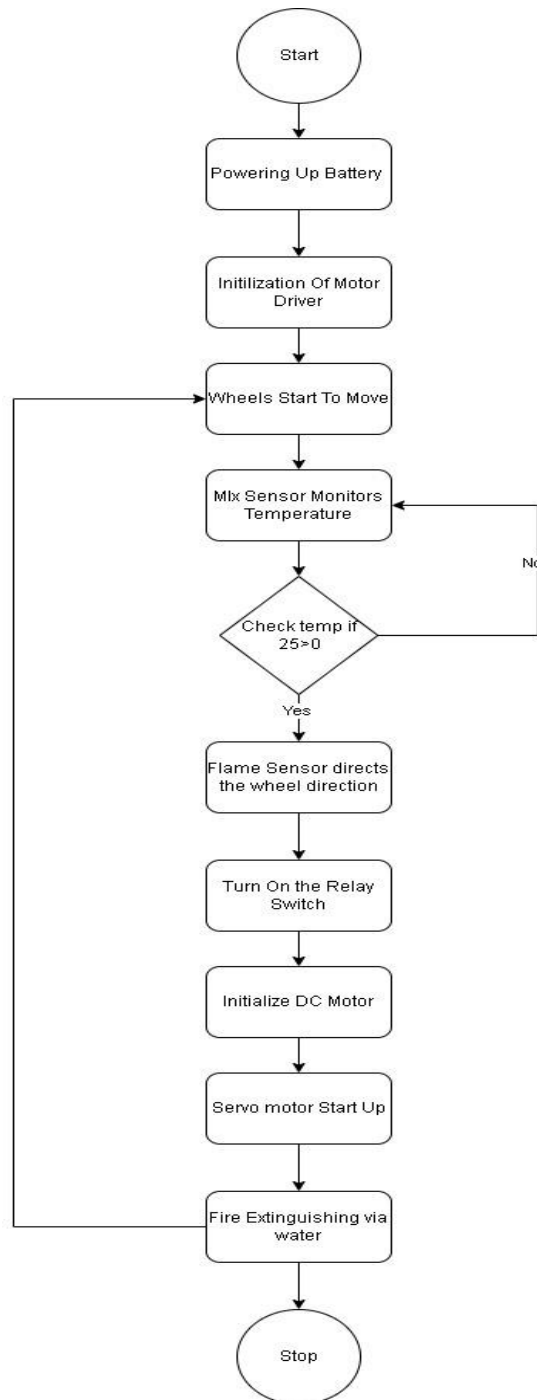 Start
Powering Up Battery
Initilization Of Motor
Driver
Wheels Start To Move
Mlx Sensor Monitors
Temperature
No
Check temp if
25>0
Yes
Flame Sensor directs
the wheel direction
Turn On the Relay
Switch
Initialize DC Motor
Servo motor Start Up
Fire Extinguishing via
water
Stop